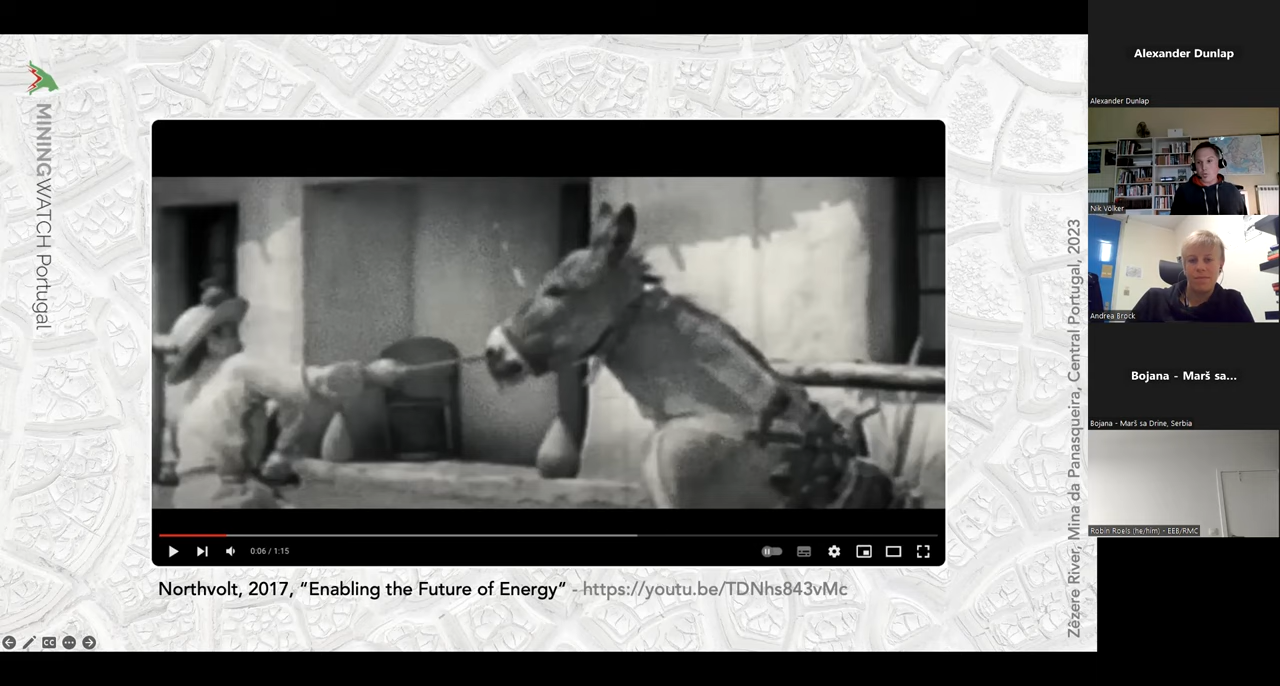 MININGWATCH Portugal
0:06 / 1:15
Northvolt, 2017, “Enabling the Future of Energy” - https://youtu.be/TDNhs843vMc
Zêzere River, Mina da Panasqueira, Central Portugal, 2023
CC
Alexander Dunlap
Alexander Dunlap
Nik Völker
Andrea Brock
Bojana - Marš sa...
Bojana - Marš sa Drine, Serbia
Robin Roels (he/him) - EEB/RMC